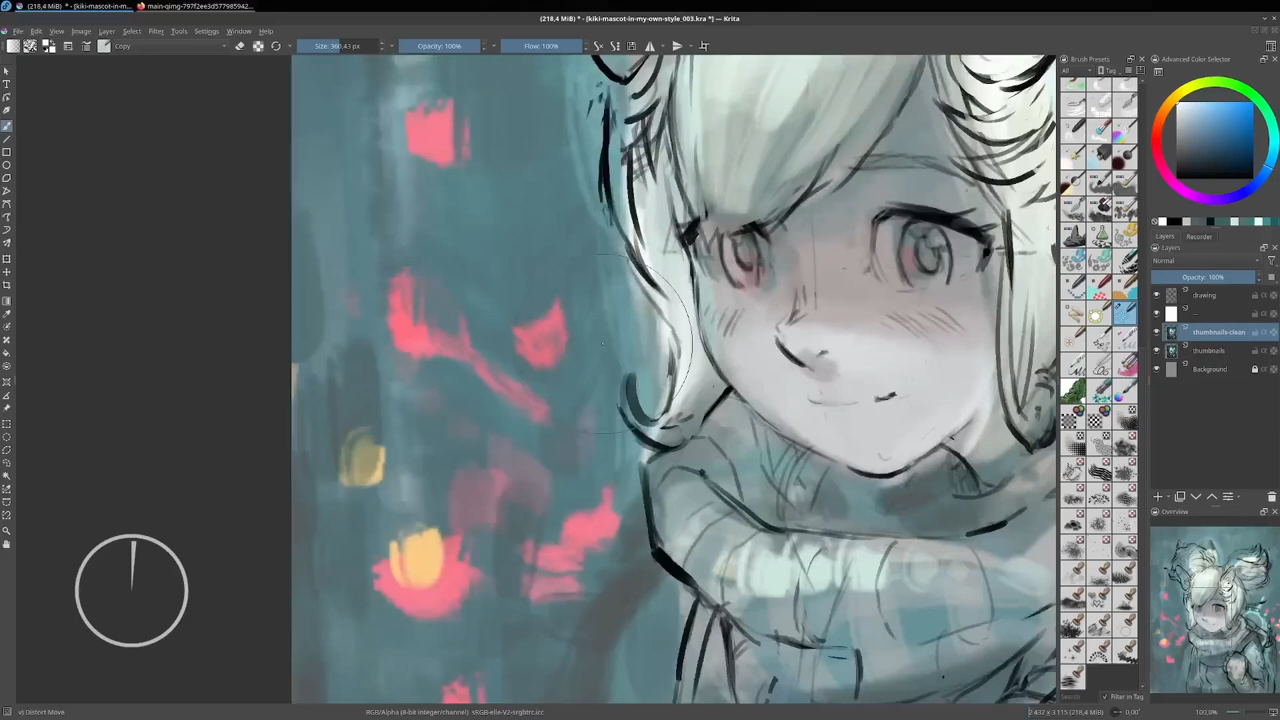 (218,4 MiB) * - [kiki-mascot-in-m...
main-qimg-797f2ee3d577985942...
(218,4 MiB) * - [kiki-mascot-in-my-own-style_003.kra *] — Krita
File Edit View Image Layer Select Filter Tools Settings Window Help
Copy
Size: 360,43 px
Opacity: 100%
Flow: 100%
Brush Presets
All
Tag
Advanced Color Selector
Layers Recorder
Layers
Normal
Opacity: 100%
drawing
...
thumbnails-clean
thumbnails
Background
Overview
Search
Filter in Tag
v) Distort Move
RGB/Alpha (8-bit integer/channel) sRGB-elle-V2-srgbtrc.icc
2 432 x 3 115 (218,4 MiB)
0,00°
100,0%